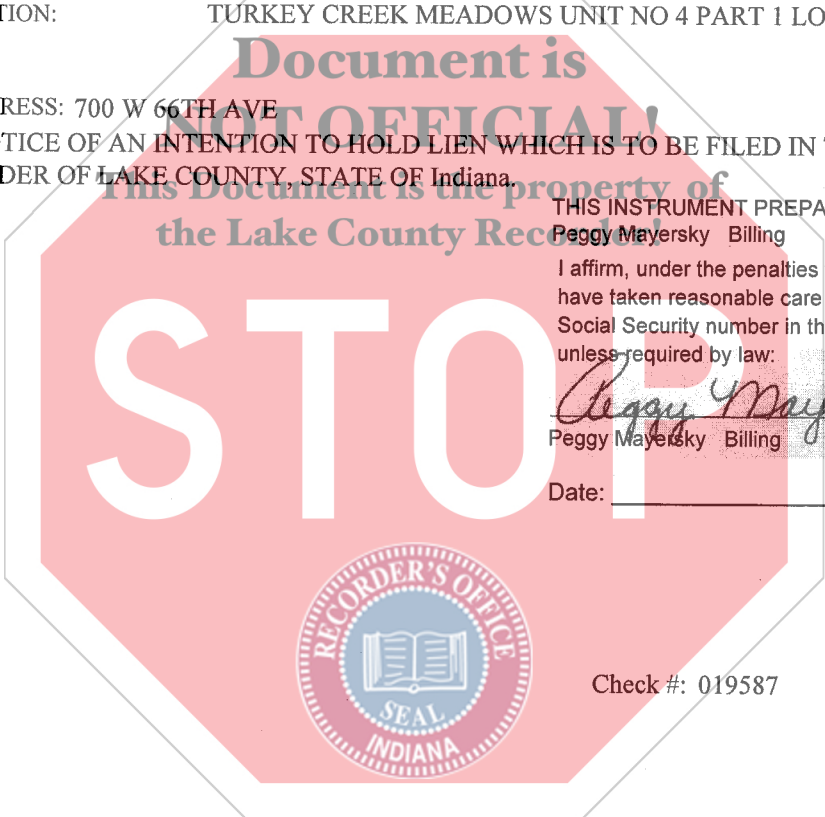 TION: TURKEY CREEK MEADOWS UNIT NO 4 PART 1 LO
Document is
RESS: 700 W 66TH AVE
NOT OFFICIAL!
TICE OF AN INTENTION TO HOLD LIEN WHICH IS TO BE FILED IN
DER OF LAKE COUNTY, STATE OF Indiana.
This Document is the property of
the Lake County Recorder!
THIS INSTRUMENT PREPA
Peggy Mayersky Billing
I affirm, under the penalties
have taken reasonable care
Social Security number in th
unless required by law:
Peggy May
Peggy Mayersky Billing
Date:
STOP
RECORDER'S OFFICE
SEAL
INDIANA
Check #: 019587